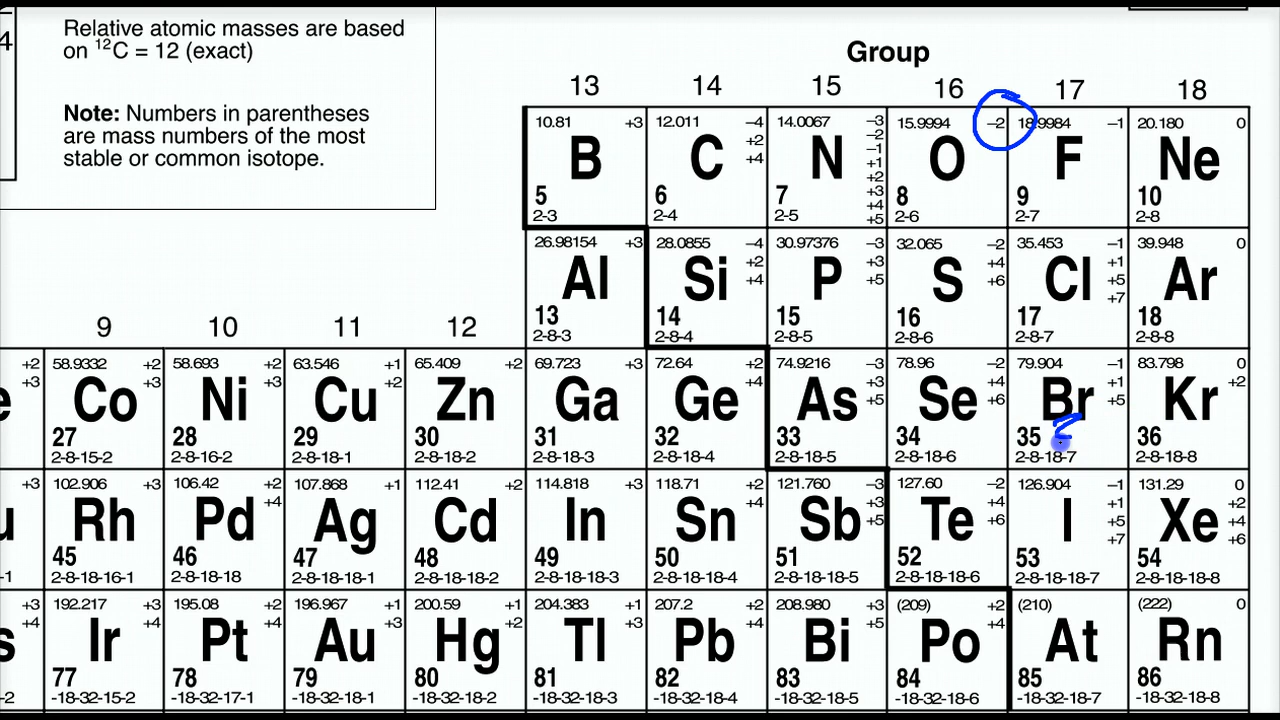 4
Relative atomic masses are based
on ¹²C = 12 (exact)
Note: Numbers in parentheses
are mass numbers of the most
stable or common isotope.
Group
13 14 15 16 17 18
10.81 +3 12.011 –4 14.0067 –3 15.9994 –2 18.9984 –1 20.180 0
+2 –2
+4 –1
B C N +1 O F Ne
+2
+3
5 6 7 +4 8 9 10
2-3 2-4 2-5 +5 2-6 2-7 2-8
26.98154 +3 28.0855 –4 30.97376 –3 32.065 –2 35.453 –1 39.948 0
+2 +3 +4 +1
Al Si +4 P +5 S +6 Cl +5 Ar
+7
13 14 15 16 17 18
2-8-3 2-8-4 2-8-5 2-8-6 2-8-7 2-8-8
9 10 11 12
+2 58.9332 +2 58.693 +2 63.546 +1 65.409 +2 69.723 +3 72.64 +2 74.9216 –3 78.96 –2 79.904 –1 83.798 0
+3 +3 +3 +2 +4 +3 +4 +1 +2
e Co Ni Cu Zn Ga Ge As +5 Se +6 Br +5 Kr
27 28 29 30 31 32 33 34 35 36
2-8-15-2 2-8-16-2 2-8-18-1 2-8-18-2 2-8-18-3 2-8-18-4 2-8-18-5 2-8-18-6 2-8-18-7 2-8-18-8
+3 102.906 +3 106.42 +2 107.868 +1 112.41 +2 114.818 +3 118.71 +2 121.760 –3 127.60 –2 126.904 –1 131.29 0
+4 +4 +3 +4 +1 +2
u Rh Pd Ag Cd In Sn Sb +5 Te +6 I +5 Xe +4
+7 +6
45 46 47 48 49 50 51 52 53 54
-1 2-8-18-16-1 2-8-18-18 2-8-18-18-1 2-8-18-18-2 2-8-18-18-3 2-8-18-18-4 2-8-18-18-5 2-8-18-18-6 2-8-18-18-7 2-8-18-18-8
+3 192.217 +3 195.08 +2 196.967 +1 200.59 +1 204.383 +1 207.2 +2 208.980 +3 (209) +2 (210) (222) 0
+4 +4 +4 +3 +2 +3 +4 +5 +4
s Ir Pt Au Hg Tl Pb Bi Po At Rn
77 78 79 80 81 82 83 84 85 86
-2 -18-32-15-2 -18-32-17-1 -18-32-18-1 -18-32-18-2 -18-32-18-3 -18-32-18-4 -18-32-18-5 -18-32-18-6 -18-32-18-7 -18-32-18-8